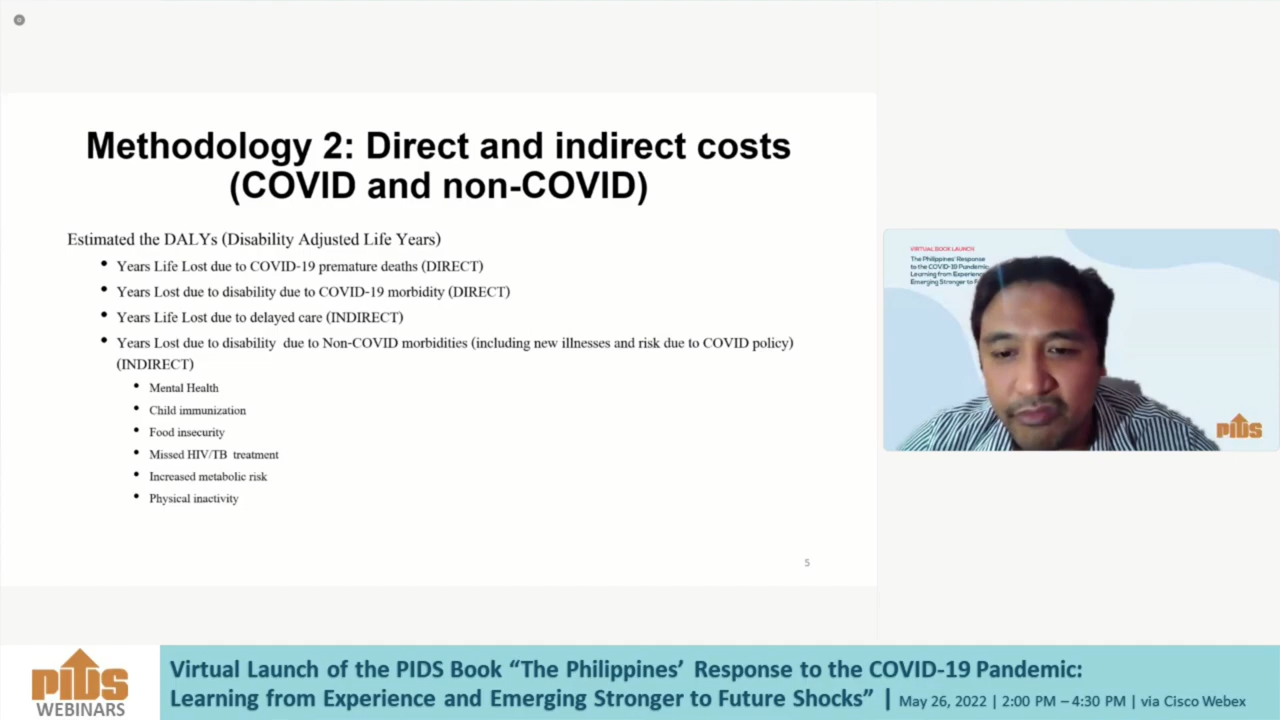 Methodology 2: Direct and indirect costs
(COVID and non-COVID)
Estimated the DALYs (Disability Adjusted Life Years)
• Years Life Lost due to COVID-19 premature deaths (DIRECT)
• Years Lost due to disability due to COVID-19 morbidity (DIRECT)
• Years Life Lost due to delayed care (INDIRECT)
• Years Lost due to disability due to Non-COVID morbidities (including new illnesses and risk due to COVID policy)
(INDIRECT)
• Mental Health
• Child immunization
• Food insecurity
• Missed HIV/TB treatment
• Increased metabolic risk
• Physical inactivity
5
VIRTUAL BOOK LAUNCH
The Philippines' Response
to the COVID-19 Pandemic:
Learning from Experience
Emerging Stronger to
PIDS
PIDS
WEBINARS
Virtual Launch of the PIDS Book “The Philippines’ Response to the COVID-19 Pandemic:
Learning from Experience and Emerging Stronger to Future Shocks” | May 26, 2022 | 2:00 PM – 4:30 PM | via Cisco Webex